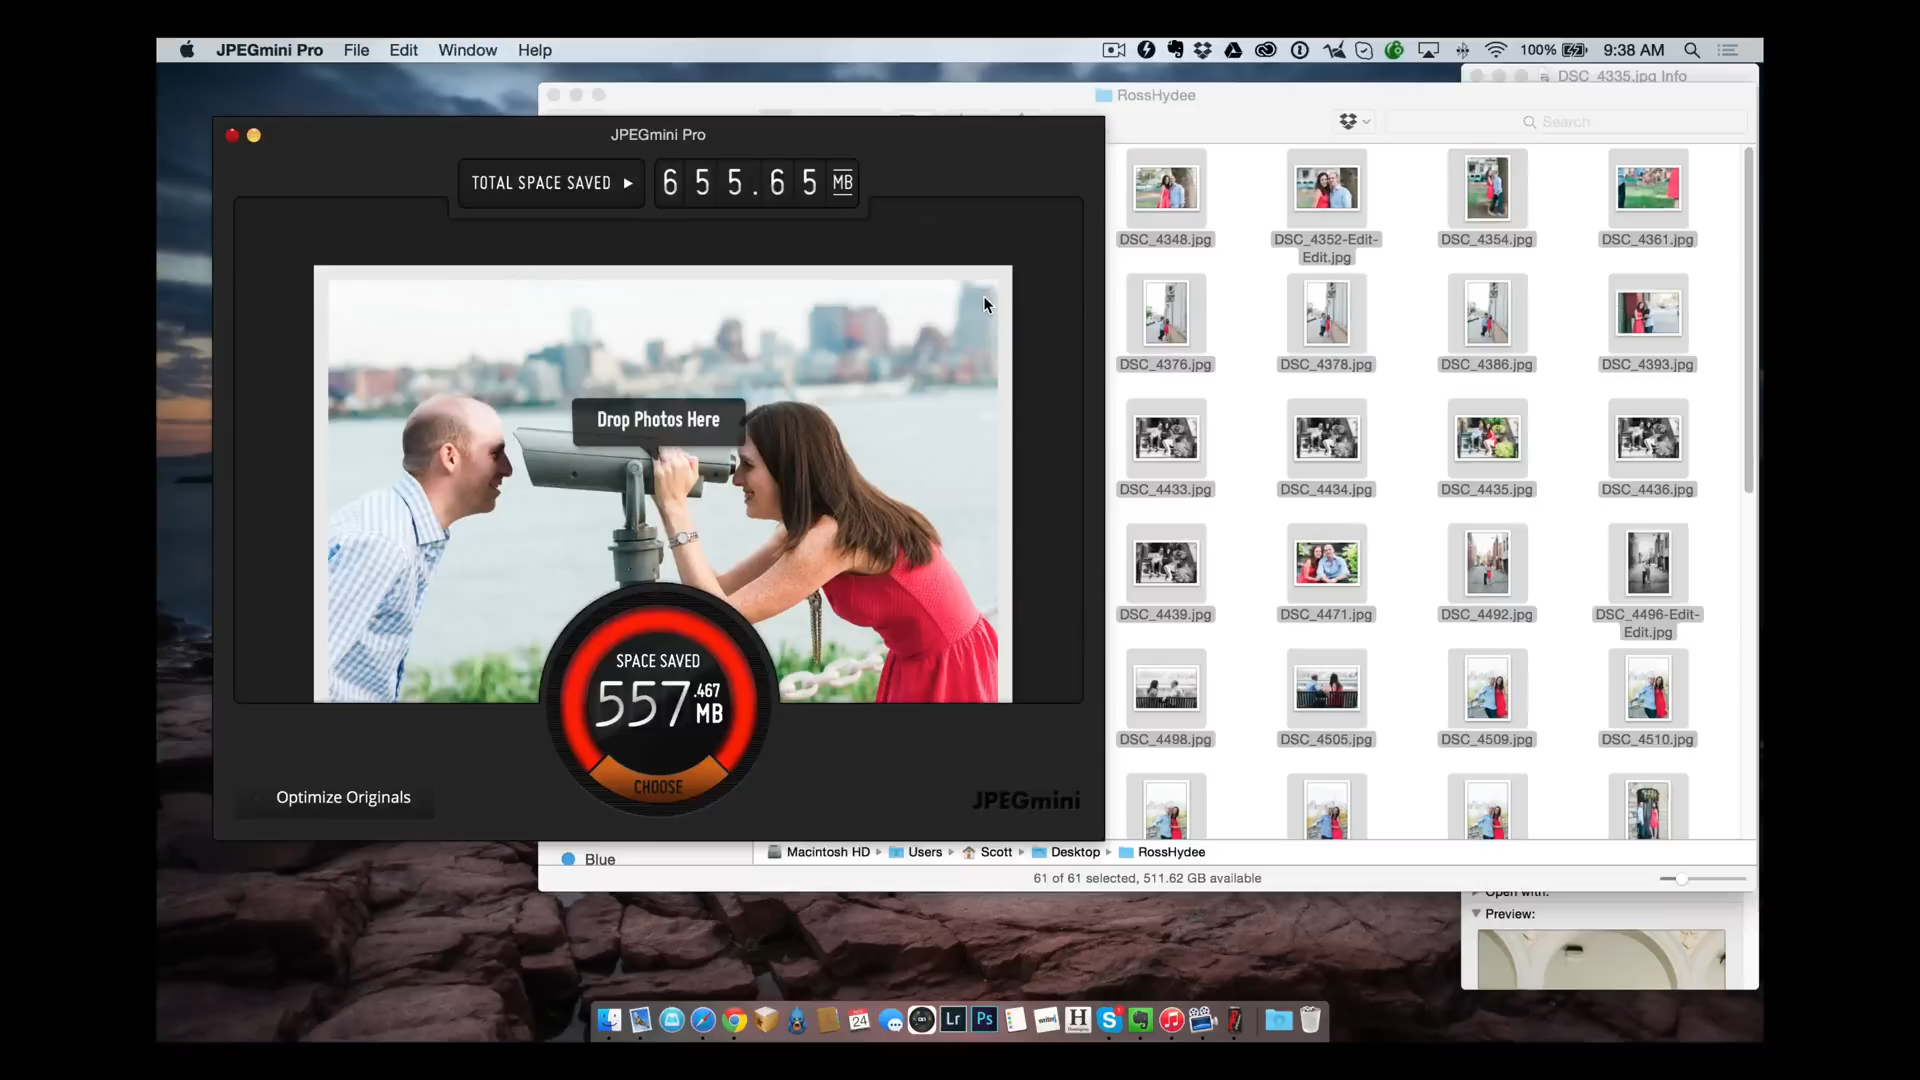 JPEGmini Pro File Edit Window Help
100% 9:38 AM
DSC_4335.jpg Info
RossHydee
Search
JPEGmini Pro
TOTAL SPACE SAVED
655.65 MB
Drop Photos Here
SPACE SAVED
557.467 MB
CHOOSE
Optimize Originals
JPEGmini
DSC_4348.jpg
DSC_4352-Edit-
Edit.jpg
DSC_4354.jpg
DSC_4361.jpg
DSC_4376.jpg
DSC_4378.jpg
DSC_4386.jpg
DSC_4393.jpg
DSC_4433.jpg
DSC_4434.jpg
DSC_4435.jpg
DSC_4436.jpg
DSC_4439.jpg
DSC_4471.jpg
DSC_4492.jpg
DSC_4496-Edit-
Edit.jpg
DSC_4498.jpg
DSC_4505.jpg
DSC_4509.jpg
DSC_4510.jpg
Blue
Macintosh HD Users Scott Desktop RossHydee
61 of 61 selected, 511.62 GB available
Open with:
Preview:
24
Lr
Ps
H